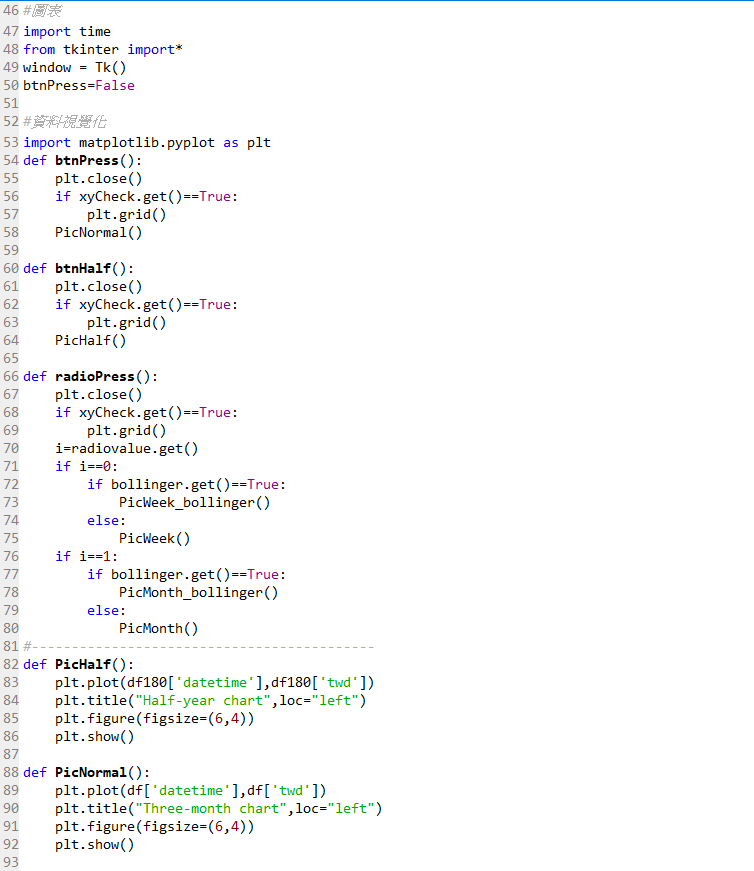 46 #圖表
47 import time
48 from tkinter import*
49 window = Tk()
50 btnPress=False
51
52 #資料視覺化
53 import matplotlib.pyplot as plt
54 def btnPress():
55     plt.close()
56     if xyCheck.get()==True:
57         plt.grid()
58     PicNormal()
59
60 def btnHalf():
61     plt.close()
62     if xyCheck.get()==True:
63         plt.grid()
64     PicHalf()
65
66 def radioPress():
67     plt.close()
68     if xyCheck.get()==True:
69         plt.grid()
70     i=radiovalue.get()
71     if i==0:
72         if bollinger.get()==True:
73             PicWeek_bollinger()
74         else:
75             PicWeek()
76     if i==1:
77         if bollinger.get()==True:
78             PicMonth_bollinger()
79         else:
80             PicMonth()
81 #-------------------------------------------
82 def PicHalf():
83     plt.plot(df180['datetime'],df180['twd'])
84     plt.title("Half-year chart",loc="left")
85     plt.figure(figsize=(6,4))
86     plt.show()
87
88 def PicNormal():
89     plt.plot(df['datetime'],df['twd'])
90     plt.title("Three-month chart",loc="left")
91     plt.figure(figsize=(6,4))
92     plt.show()
93